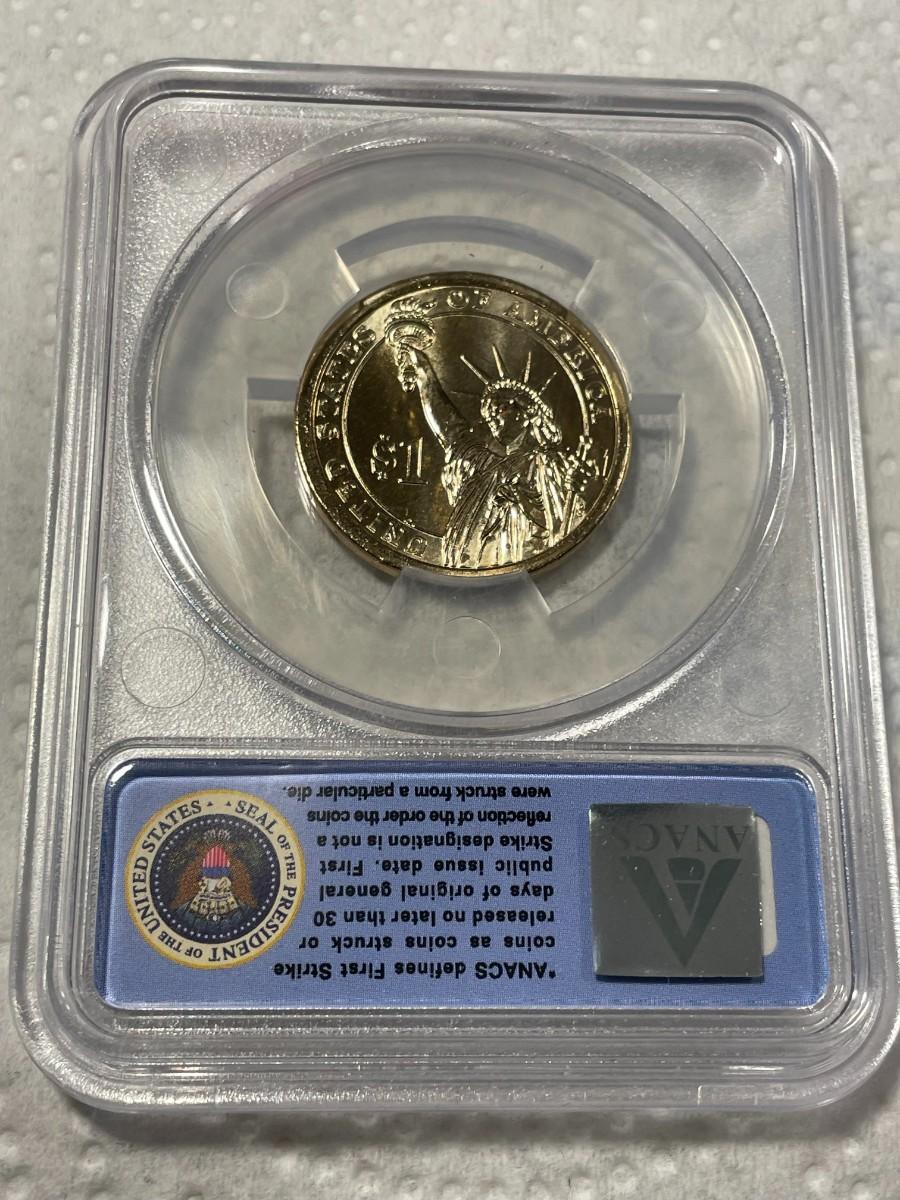 UNITED STATES OF AMERICA
$1
*ANACS defines First Strike
coins as coins struck or
released no later than 30
days of original general
public issue date. First
Strike designation is not a
reflection of the order the coins
were struck from a particular die.
SEAL OF THE PRESIDENT OF THE UNITED STATES
ANACS